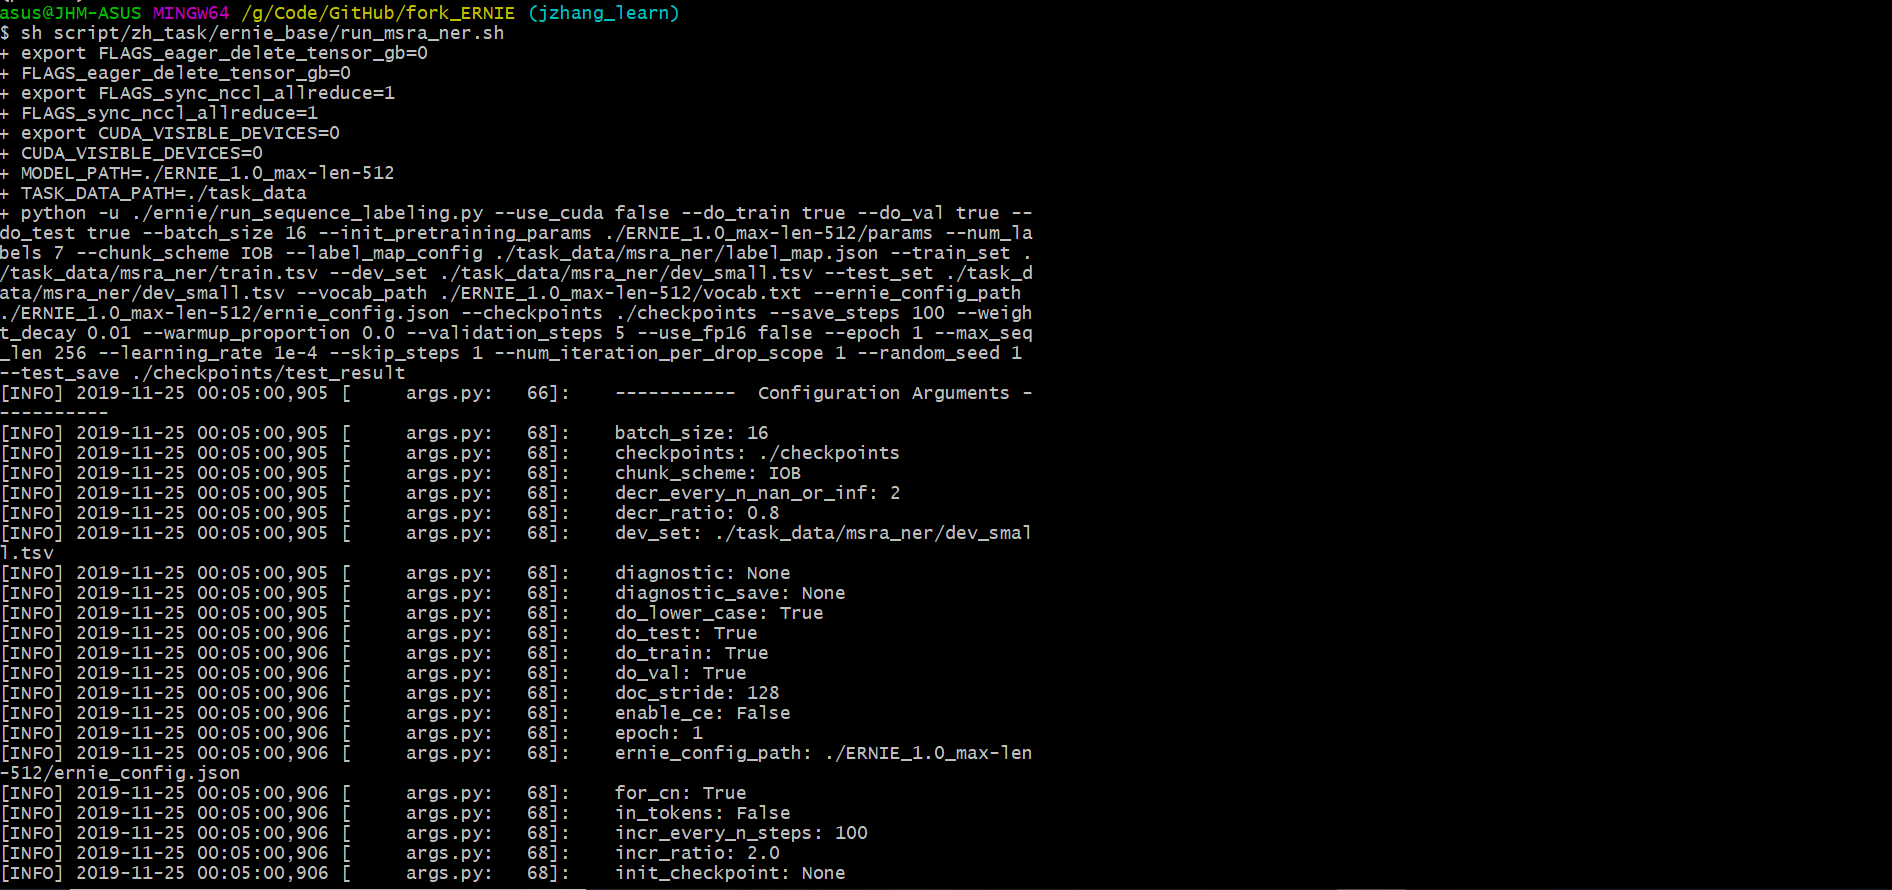 asus@JHM-ASUS MINGW64 /g/Code/GitHub/fork_ERNIE (jzhang_learn)
$ sh script/zh_task/ernie_base/run_msra_ner.sh
+ export FLAGS_eager_delete_tensor_gb=0
+ FLAGS_eager_delete_tensor_gb=0
+ export FLAGS_sync_nccl_allreduce=1
+ FLAGS_sync_nccl_allreduce=1
+ export CUDA_VISIBLE_DEVICES=0
+ CUDA_VISIBLE_DEVICES=0
+ MODEL_PATH=./ERNIE_1.0_max-len-512
+ TASK_DATA_PATH=./task_data
+ python -u ./ernie/run_sequence_labeling.py --use_cuda false --do_train true --do_val true --
do_test true --batch_size 16 --init_pretraining_params ./ERNIE_1.0_max-len-512/params --num_la
bels 7 --chunk_scheme IOB --label_map_config ./task_data/msra_ner/label_map.json --train_set .
/task_data/msra_ner/train.tsv --dev_set ./task_data/msra_ner/dev_small.tsv --test_set ./task_d
ata/msra_ner/dev_small.tsv --vocab_path ./ERNIE_1.0_max-len-512/vocab.txt --ernie_config_path
./ERNIE_1.0_max-len-512/ernie_config.json --checkpoints ./checkpoints --save_steps 100 --weigh
t_decay 0.01 --warmup_proportion 0.0 --validation_steps 5 --use_fp16 false --epoch 1 --max_seq
_len 256 --learning_rate 1e-4 --skip_steps 1 --num_iteration_per_drop_scope 1 --random_seed 1
--test_save ./checkpoints/test_result
[INFO] 2019-11-25 00:05:00,905 [     args.py:   66]:    -----------  Configuration Arguments -
----------
[INFO] 2019-11-25 00:05:00,905 [     args.py:   68]:    batch_size: 16
[INFO] 2019-11-25 00:05:00,905 [     args.py:   68]:    checkpoints: ./checkpoints
[INFO] 2019-11-25 00:05:00,905 [     args.py:   68]:    chunk_scheme: IOB
[INFO] 2019-11-25 00:05:00,905 [     args.py:   68]:    decr_every_n_nan_or_inf: 2
[INFO] 2019-11-25 00:05:00,905 [     args.py:   68]:    decr_ratio: 0.8
[INFO] 2019-11-25 00:05:00,905 [     args.py:   68]:    dev_set: ./task_data/msra_ner/dev_smal
l.tsv
[INFO] 2019-11-25 00:05:00,905 [     args.py:   68]:    diagnostic: None
[INFO] 2019-11-25 00:05:00,905 [     args.py:   68]:    diagnostic_save: None
[INFO] 2019-11-25 00:05:00,905 [     args.py:   68]:    do_lower_case: True
[INFO] 2019-11-25 00:05:00,906 [     args.py:   68]:    do_test: True
[INFO] 2019-11-25 00:05:00,906 [     args.py:   68]:    do_train: True
[INFO] 2019-11-25 00:05:00,906 [     args.py:   68]:    do_val: True
[INFO] 2019-11-25 00:05:00,906 [     args.py:   68]:    doc_stride: 128
[INFO] 2019-11-25 00:05:00,906 [     args.py:   68]:    enable_ce: False
[INFO] 2019-11-25 00:05:00,906 [     args.py:   68]:    epoch: 1
[INFO] 2019-11-25 00:05:00,906 [     args.py:   68]:    ernie_config_path: ./ERNIE_1.0_max-len
-512/ernie_config.json
[INFO] 2019-11-25 00:05:00,906 [     args.py:   68]:    for_cn: True
[INFO] 2019-11-25 00:05:00,906 [     args.py:   68]:    in_tokens: False
[INFO] 2019-11-25 00:05:00,906 [     args.py:   68]:    incr_every_n_steps: 100
[INFO] 2019-11-25 00:05:00,906 [     args.py:   68]:    incr_ratio: 2.0
[INFO] 2019-11-25 00:05:00,906 [     args.py:   68]:    init_checkpoint: None